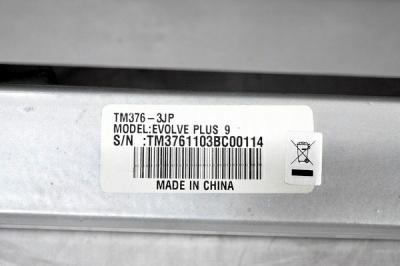 TM376-3JP
MODEL:EVOLVE PLUS 9
S/N :TM3761103BC00114
MADE IN CHINA